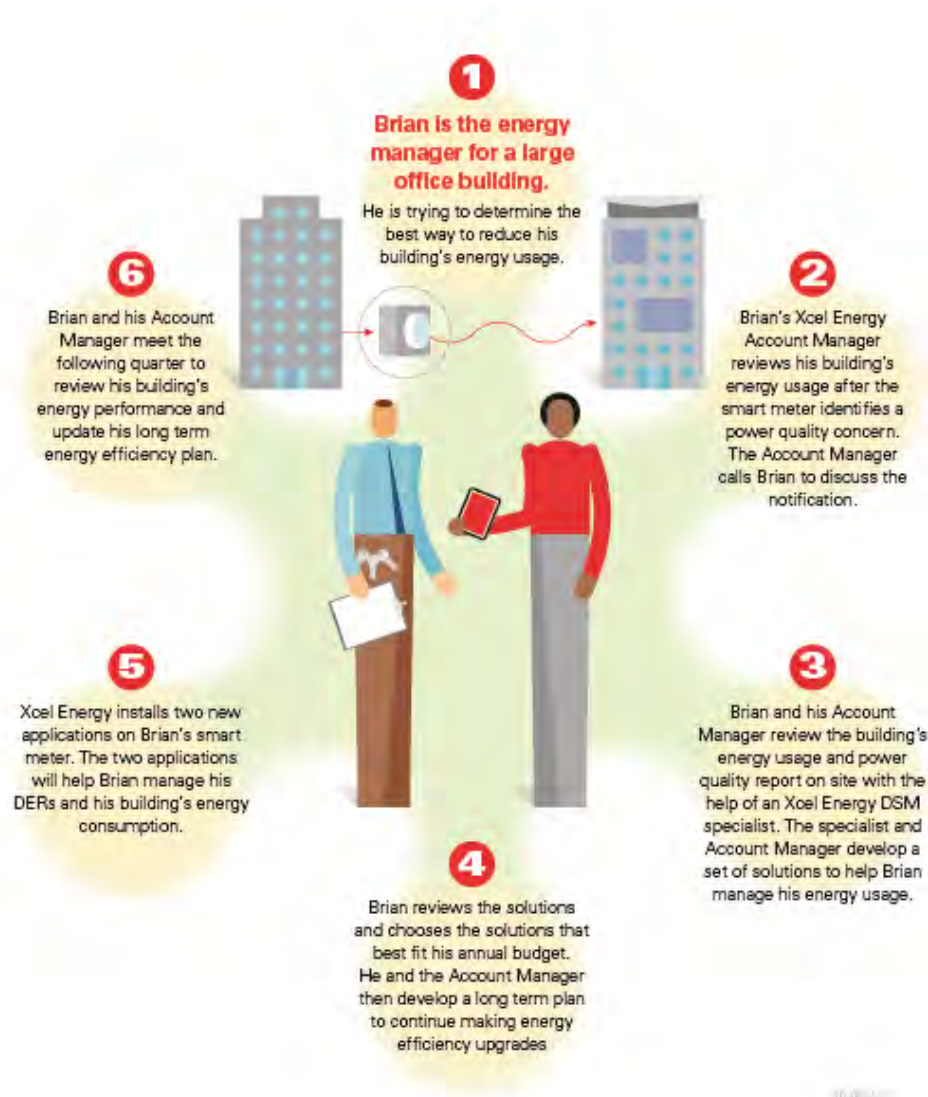 1
Brian is the energy
manager for a large
office building.
He is trying to determine the
best way to reduce his
building's energy usage.
2
Brian's Xcel Energy
Account Manager
reviews his building's
energy usage after the
smart meter identifies a
power quality concern.
The Account Manager
calls Brian to discuss the
notification.
3
Brian and his Account
Manager review the building's
energy usage and power
quality report on site with the
help of an Xcel Energy DSM
specialist. The specialist and
Account Manager develop a
set of solutions to help Brian
manage his energy usage.
4
Brian reviews the solutions
and chooses the solutions that
best fit his annual budget.
He and the Account Manager
then develop a long term plan
to continue making energy
efficiency upgrades
5
Xcel Energy installs two new
applications on Brian's smart
meter. The two applications
will help Brian manage his
DERs and his building's energy
consumption.
6
Brian and his Account
Manager meet the
following quarter to
review his building's
energy performance and
update his long term
energy efficiency plan.